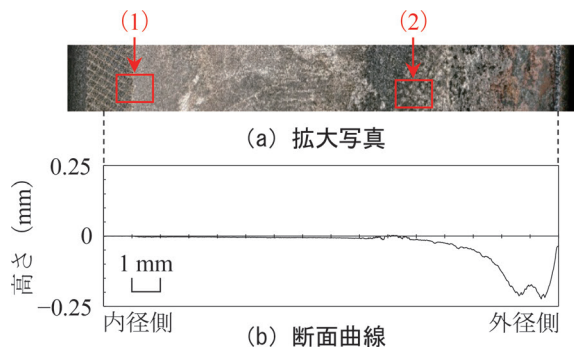 (1)
(2)
(a) 拡大写真
高さ (mm)
0.25
0
−0.25
1 mm
内径側
外径側
(b) 断面曲線